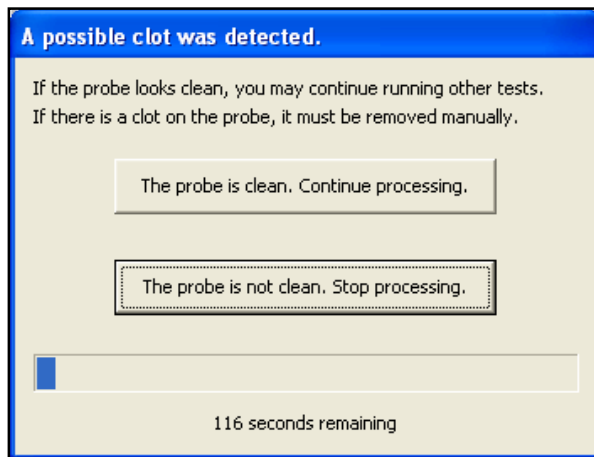 A possible clot was detected.
If the probe looks clean, you may continue running other tests.
If there is a clot on the probe, it must be removed manually.
The probe is clean. Continue processing.
The probe is not clean. Stop processing.
116 seconds remaining